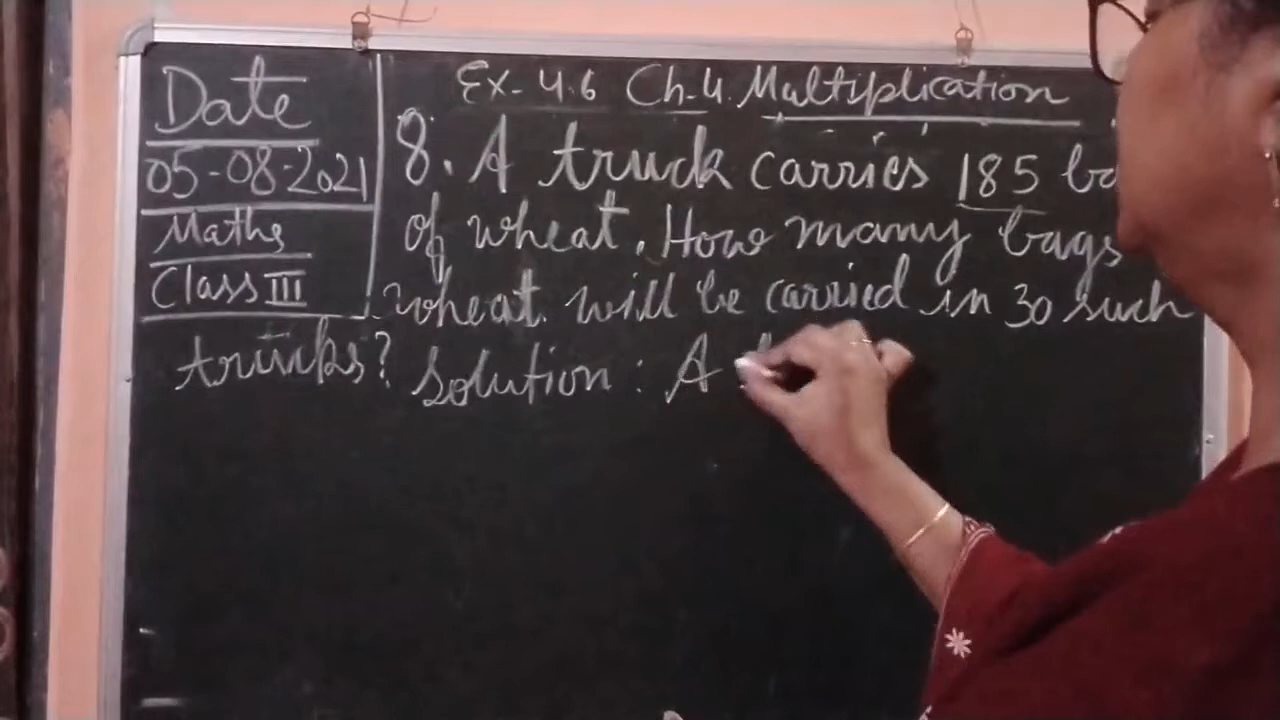 Date
05-08-2021
Maths
Class III
Ex-4.6 Ch-4. Multiplication
8. A truck carries 185
of wheat. How many bags
wheat will be carried in 30 such
trucks? Solution : A